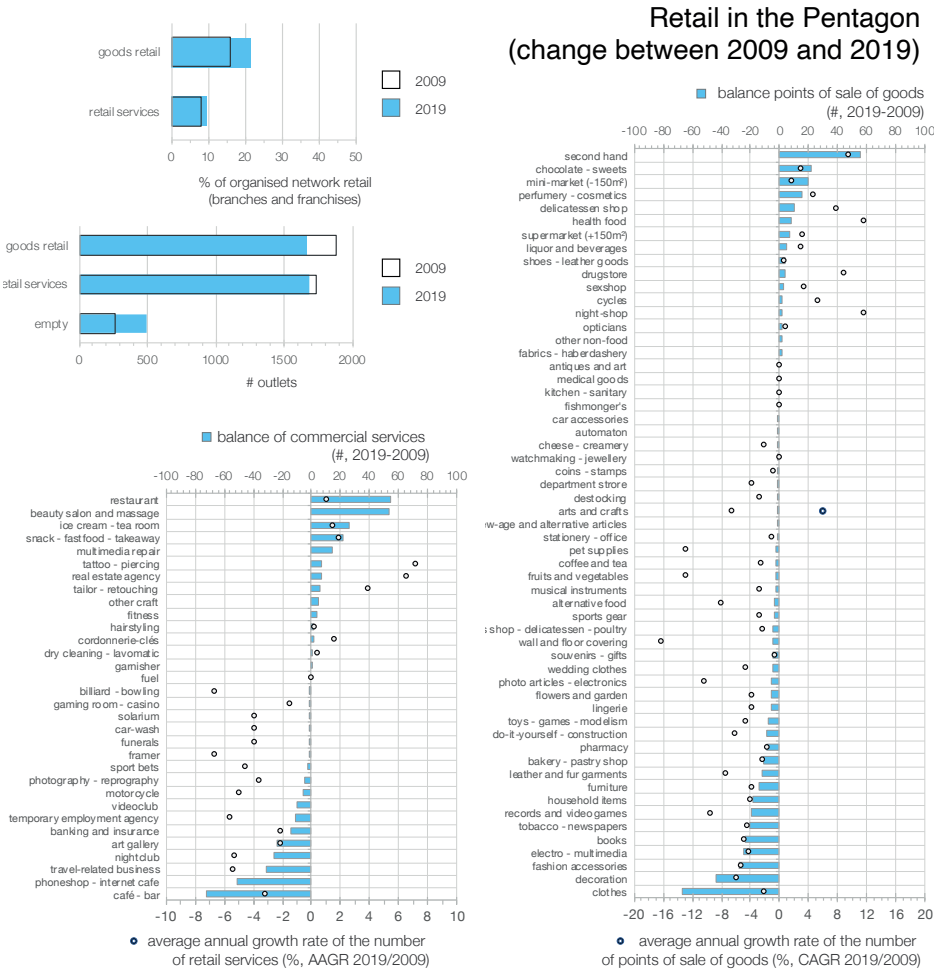 Retail in the Pentagon
(change between 2009 and 2019)
goods retail
retail services
2009
2019
0 10 20 30 40 50
% of organised network retail
(branches and franchises)
goods retail
etail services
empty
2009
2019
0 500 1000 1500 2000
# outlets
balance of commercial services
(#, 2019-2009)
-100 -80 -60 -40 -20 0 20 40 60 80 100
restaurant
beauty salon and massage
ice cream - tea room
snack - fastfood - takeaway
multimedia repair
tattoo - piercing
real estate agency
tailor - retouching
other craft
fitness
hairstyling
cordonnerie-clés
dry cleaning - lavomatic
garnisher
fuel
billiard - bowling
gaming room - casino
solarium
car-wash
funerals
framer
sport bets
photography - reprography
motorcycle
videoclub
temporary employment agency
banking and insurance
art gallery
nightclub
travel-related business
phoneshop - internet cafe
café - bar
-10 -8 -6 -4 -2 0 2 4 6 8 10
average annual growth rate of the number
of retail services (%, AAGR 2019/2009)
balance points of sale of goods
(#, 2019-2009)
-100 -80 -60 -40 -20 0 20 40 60 80 100
second hand
chocolate - sweets
mini-market (-150m²)
perfumery - cosmetics
delicatessen shop
health food
supermarket (+150m²)
liquor and beverages
shoes - leather goods
drugstore
sexshop
cycles
night-shop
opticians
other non-food
fabrics - haberdashery
antiques and art
medical goods
kitchen - sanitary
fishmonger's
car accessories
automaton
cheese - creamery
watchmaking - jewellery
coins - stamps
department strore
destocking
arts and crafts
w-age and alternative articles
stationery - office
pet supplies
coffee and tea
fruits and vegetables
musical instruments
alternative food
sports gear
s shop - delicatessen - poultry
wall and floor covering
souvenirs - gifts
wedding clothes
photo articles - electronics
flowers and garden
lingerie
toys - games - modelism
do-it-yourself - construction
pharmacy
bakery - pastry shop
leather and fur garments
furniture
household items
records and video games
tobacco - newspapers
books
electro - multimedia
fashion accessories
decoration
clothes
-20 -16 -12 -8 -4 0 4 8 12 16 20
average annual growth rate of the number
of points of sale of goods (%, CAGR 2019/2009)